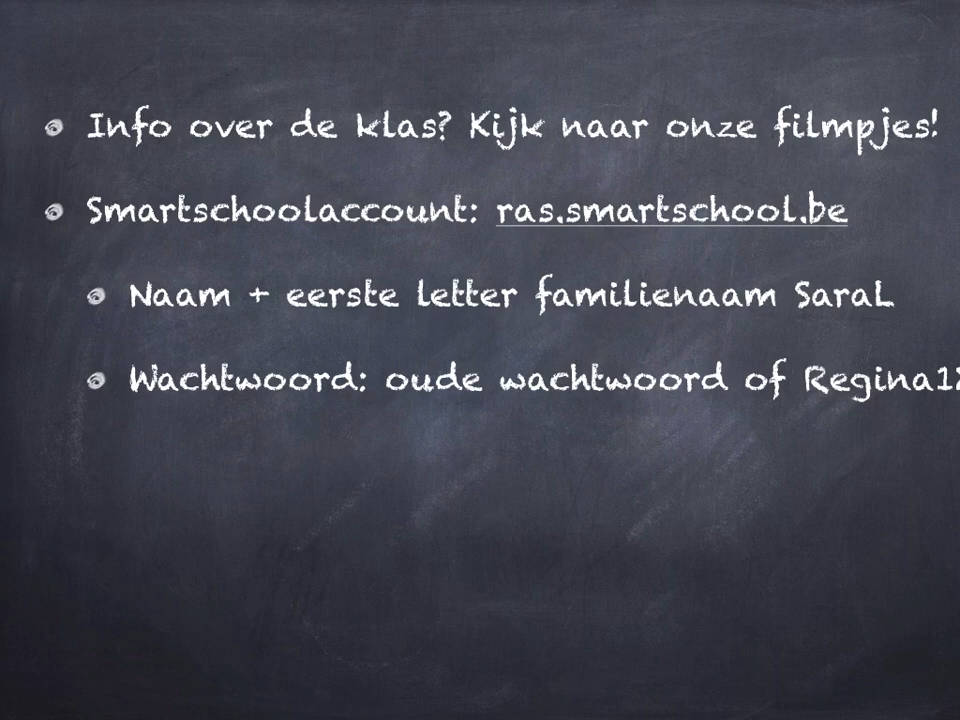 Info over de klas? Kijk naar onze filmpjes!
Smartschoolaccount: ras.smartschool.be
Naam + eerste letter familienaam SaraL
Wachtwoord: oude wachtwoord of